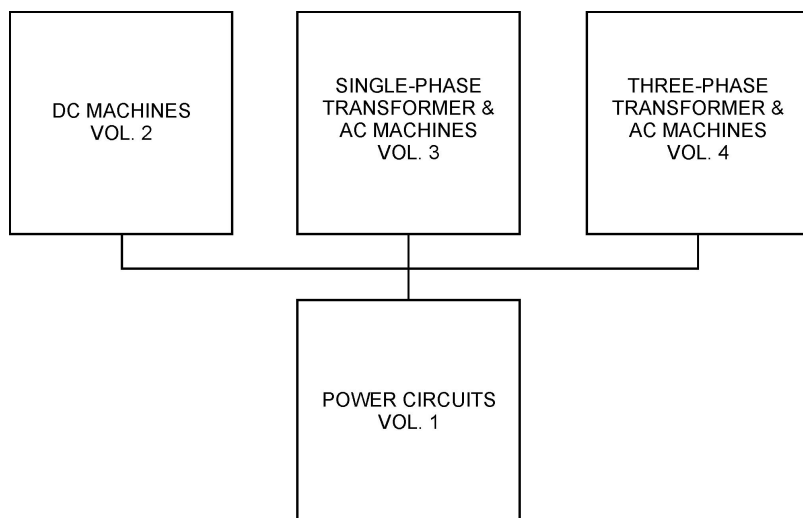 DC MACHINES
VOL. 2
SINGLE-PHASE
TRANSFORMER &
AC MACHINES
VOL. 3
THREE-PHASE
TRANSFORMER &
AC MACHINES
VOL. 4
POWER CIRCUITS
VOL. 1